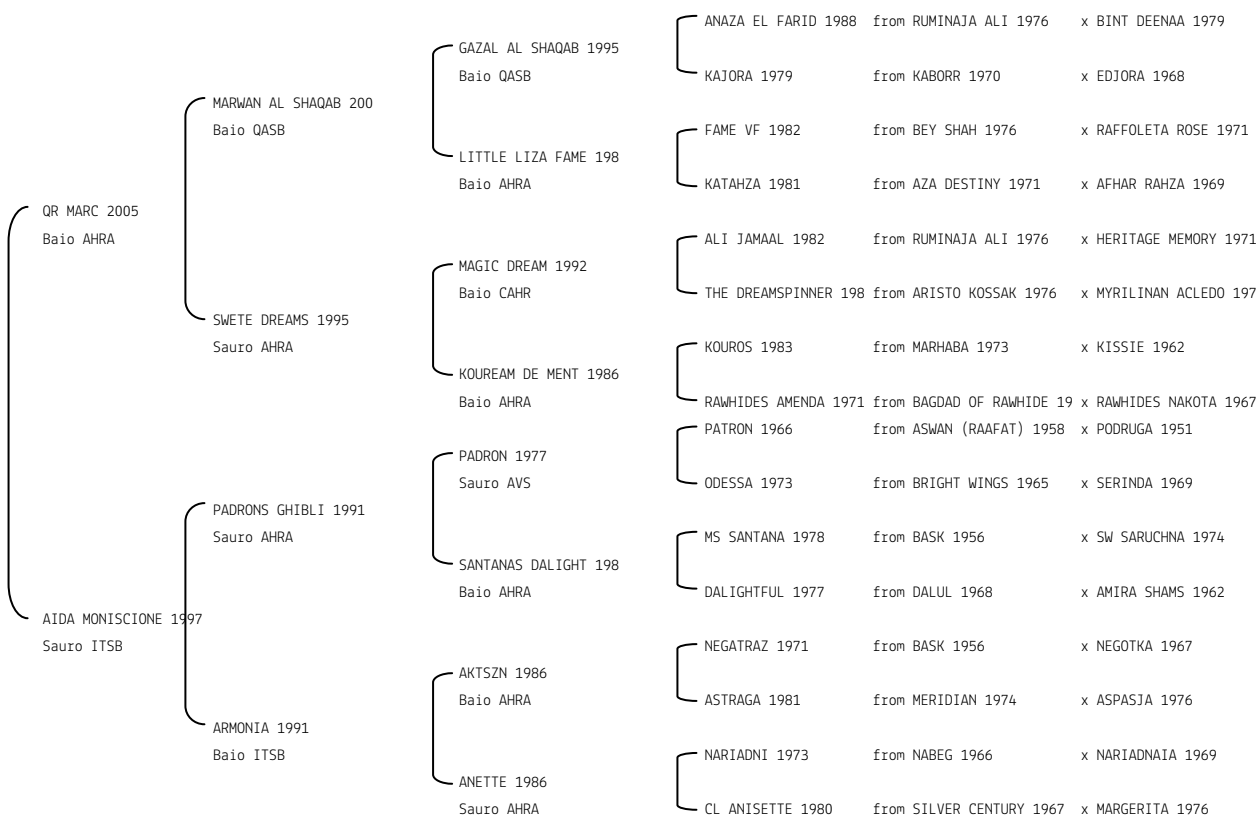 ANAZA EL FARID 1988 from RUMINAJA ALI 1976 x BINT DEENAA 1979
GAZAL AL SHAQAB 1995
Baio QASB
KAJORA 1979 from KABORR 1970 x EDJORA 1968
MARWAN AL SHAQAB 200
Baio QASB
FAME VF 1982 from BEY SHAH 1976 x RAFFOLETA ROSE 1971
LITTLE LIZA FAME 198
Baio AHRA
KATAHZA 1981 from AZA DESTINY 1971 x AFHAR RAHZA 1969
QR MARC 2005
Baio AHRA
ALI JAMAAL 1982 from RUMINAJA ALI 1976 x HERITAGE MEMORY 1971
MAGIC DREAM 1992
Baio CAHR
THE DREAMSPINNER 198 from ARISTO KOSSAK 1976 x MYRILINAN ACLEDO 197
SWETE DREAMS 1995
Sauro AHRA
KOUROS 1983 from MARHABA 1973 x KISSIE 1962
KOUREAM DE MENT 1986
Baio AHRA
RAWHIDES AMENDA 1971 from BAGDAD OF RAWHIDE 19 x RAWHIDES NAKOTA 1967
PATRON 1966 from ASWAN (RAAFAT) 1958 x PODRUGA 1951
PADRON 1977
Sauro AVS
ODESSA 1973 from BRIGHT WINGS 1965 x SERINDA 1969
PADRONS GHIBLI 1991
Sauro AHRA
MS SANTANA 1978 from BASK 1956 x SW SARUCHNA 1974
SANTANAS DALIGHT 198
Baio AHRA
DALIGHTFUL 1977 from DALUL 1968 x AMIRA SHAMS 1962
AIDA MONISCIONE 1997
Sauro ITSB
NEGATRAZ 1971 from BASK 1956 x NEGOTKA 1967
AKTSZN 1986
Baio AHRA
ASTRAGA 1981 from MERIDIAN 1974 x ASPASJA 1976
ARMONIA 1991
Baio ITSB
NARIADNI 1973 from NABEG 1966 x NARIADNAIA 1969
ANETTE 1986
Sauro AHRA
CL ANISETTE 1980 from SILVER CENTURY 1967 x MARGERITA 1976